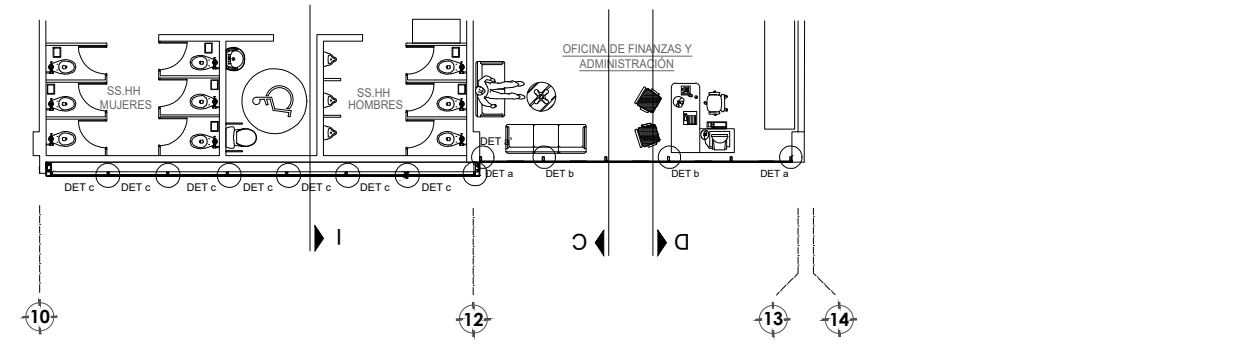 OFICINA DE FINANZAS Y
ADMINISTRACIÓN
SS.HH
MUJERES
SS.HH
HOMBRES
DET
DET c
DET c
DET c
DET c
DET c
DET c
DET a
DET b
DET b
DET a
I
C
D
10
12
13
14